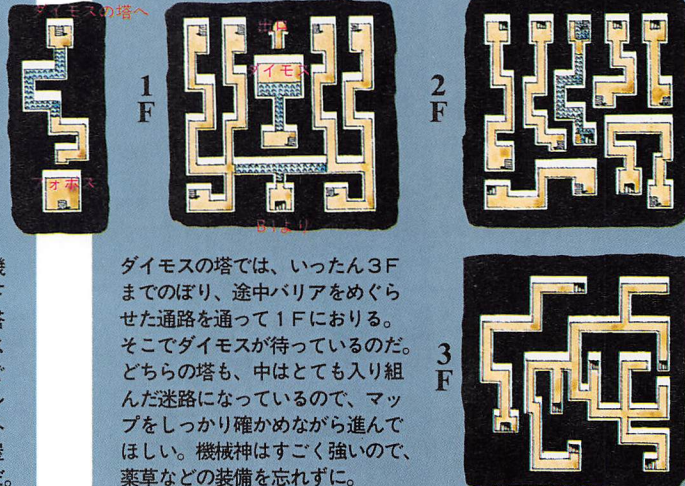 ダイモスの塔へ
フォボス
1F
出口
ダイモス
B1より
2F
3F
ダイモスの塔では、いったん3F
までのぼり、途中バリアをめぐら
せた通路を通って1Fにおりる。
そこでダイモスが待っているのだ。
どちらの塔も、中はとても入り組
んだ迷路になっているので、マッ
プをしっかり確かめながら進んで
ほしい。機械神はすごく強いので、
薬草などの装備を忘れずに。